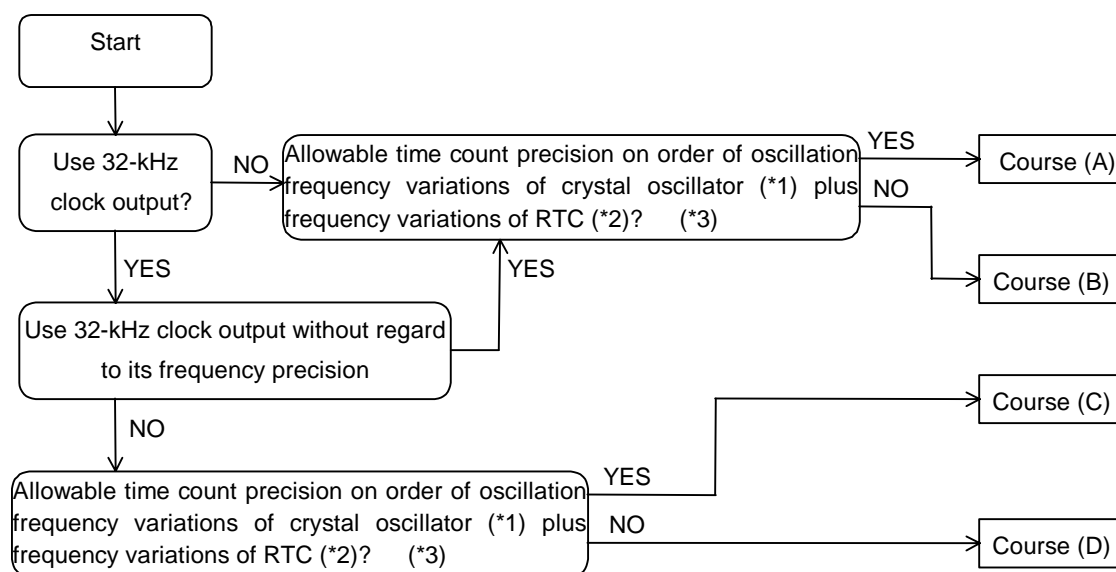 Start
Use 32-kHz
clock output?
NO
Allowable time count precision on order of oscillation
frequency variations of crystal oscillator (*1) plus
frequency variations of RTC (*2)? (*3)
YES
Course (A)
NO
Course (B)
YES
YES
Use 32-kHz clock output without regard
to its frequency precision
NO
Course (C)
Allowable time count precision on order of oscillation
frequency variations of crystal oscillator (*1) plus
frequency variations of RTC (*2)? (*3)
YES
NO
Course (D)